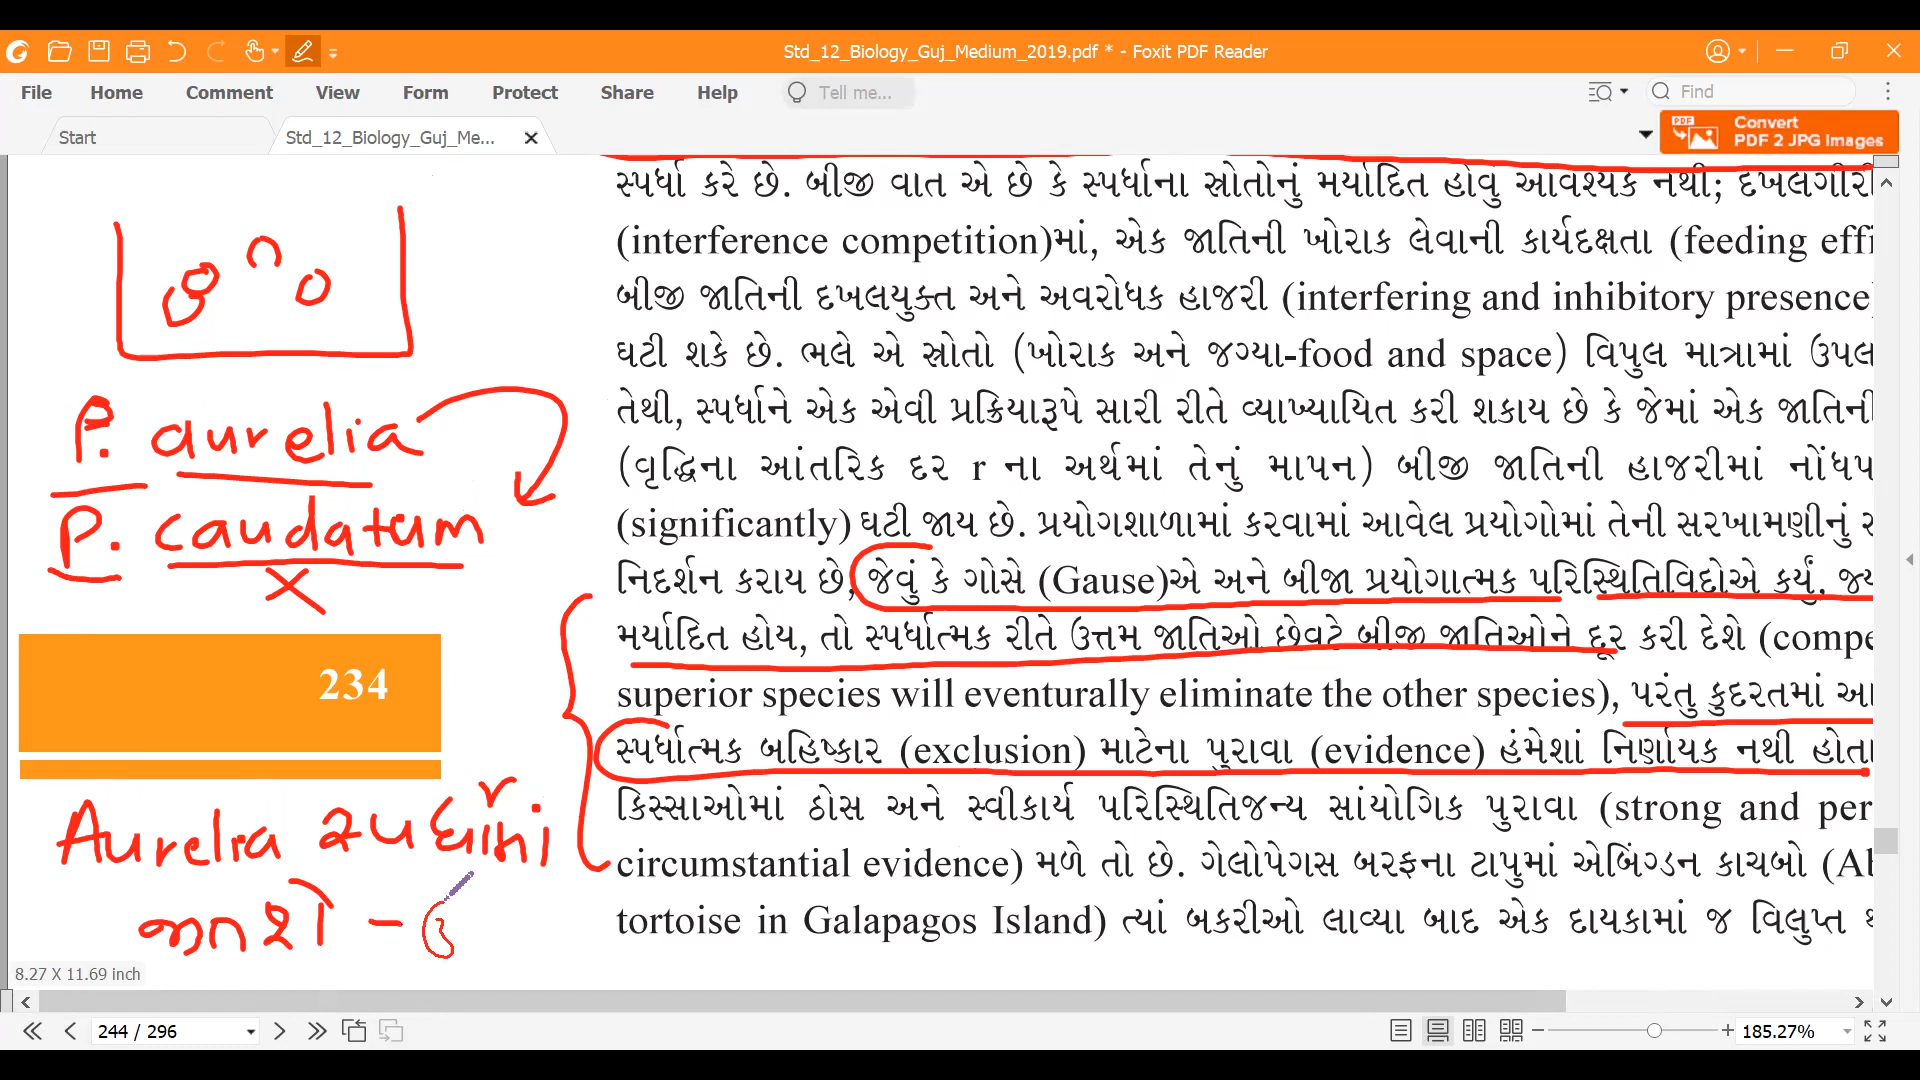 Std_12_Biology_Guj_Medium_2019.pdf * - Foxit PDF Reader
File Home Comment View Form Protect Share Help Tell me... Find
Start Std_12_Biology_Guj_Me...
Convert
PDF 2 JPG Images
સ્પર્ધા કરે છે. બીજી વાત એ છે કે સ્પર્ધાના સ્રોતોનું મર્યાદિત હોવું આવશ્યક નથી; દખલગીરી
(interference competition)માં, એક જાતિની ખોરાક લેવાની કાર્યદક્ષતા (feeding effi
બીજી જાતિની દખલયુક્ત અને અવરોધક હાજરી (interfering and inhibitory presence)
ઘટી શકે છે. ભલે એ સ્રોતો (ખોરાક અને જગ્યા-food and space) વિપુલ માત્રામાં ઉપલ
તેથી, સ્પર્ધાને એક એવી પ્રક્રિયારૂપે સારી રીતે વ્યાખ્યાયિત કરી શકાય છે કે જેમાં એક જાતિની
(વૃદ્ધિના આંતરિક દર r ના અર્થમાં તેનું માપન) બીજી જાતિની હાજરીમાં નોંધપ
(significantly) ઘટી જાય છે. પ્રયોગશાળામાં કરવામાં આવેલ પ્રયોગોમાં તેની સરખામણીનું સ
નિદર્શન કરાય છે, જેવું કે ગોસે (Gause)એ અને બીજા પ્રયોગાત્મક પરિસ્થિતિવિદોએ કર્યું, જ્ય
મર્યાદિત હોય, તો સ્પર્ધાત્મક રીતે ઉત્તમ જાતિઓ છેવટે બીજી જાતિઓને દૂર કરી દેશે (compe
superior species will eventurally eliminate the other species), પરંતુ કુદરતમાં આ
સ્પર્ધાત્મક બહિષ્કાર (exclusion) માટેના પુરાવા (evidence) હંમેશાં નિર્ણાયક નથી હોતા
કિસ્સાઓમાં ઠોસ અને સ્વીકાર્ય પરિસ્થિતિજન્ય સાંયોગિક પુરાવા (strong and per
circumstantial evidence) મળે તો છે. ગેલોપેગસ બરફના ટાપુમાં એબિંગ્ડન કાચબો (Al
tortoise in Galapagos Island) ત્યાં બકરીઓ લાવ્યા બાદ એક દાયકામાં જ વિલુપ્ત થ
P. aurelia
P. caudatum
X
234
Aurelia સ્પર્ધામાં
8.27 X 11.69 inch
244 / 296
185.27%